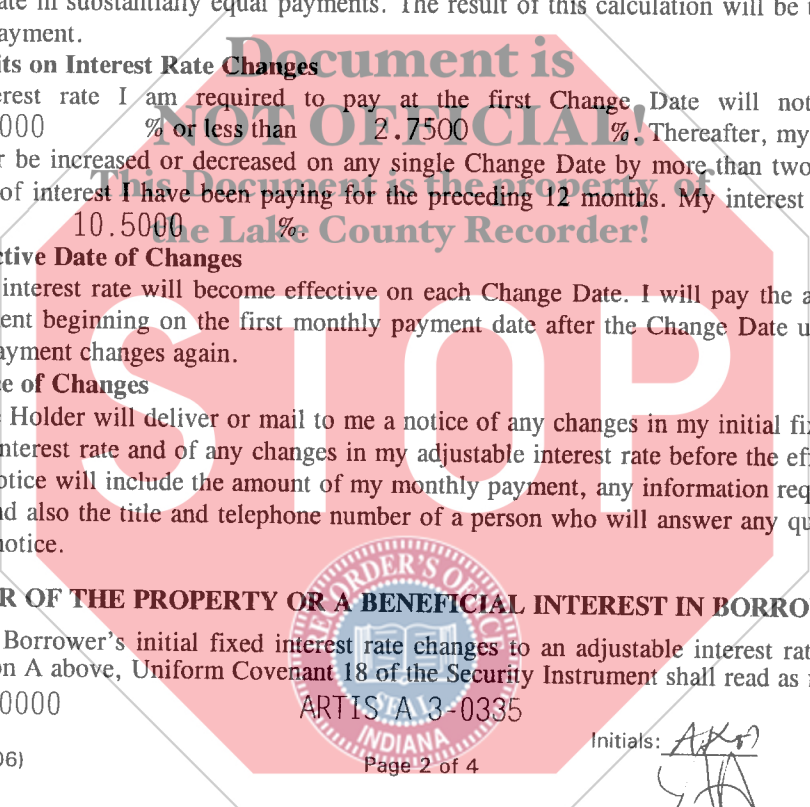 ate in substantially equal payments. The result of this calculation will be t
ayment.
its on Interest Rate Changes
Document is
erest rate I am required to pay at the first Change Date will not
NOT OFFICIAL!
000 % or less than 2.7500 %. Thereafter, my
r be increased or decreased on any single Change Date by more than two
This Document is the property of
of interest I have been paying for the preceding 12 months. My interest
10.5000 %.
the Lake County Recorder!
ctive Date of Changes
interest rate will become effective on each Change Date. I will pay the a
ent beginning on the first monthly payment date after the Change Date u
ayment changes again.
STOP
ce of Changes
e Holder will deliver or mail to me a notice of any changes in my initial fix
interest rate and of any changes in my adjustable interest rate before the eff
otice will include the amount of my monthly payment, any information req
nd also the title and telephone number of a person who will answer any qu
notice.
RECORDER'S OFFICE
R OF THE PROPERTY OR A BENEFICIAL INTEREST IN BORRO
Borrower's initial fixed interest rate changes to an adjustable interest rat
on A above, Uniform Covenant 18 of the Security Instrument shall read as
0000 ARTIS A 3-0335
SEAL
INDIANA
Initials:
06) Page 2 of 4